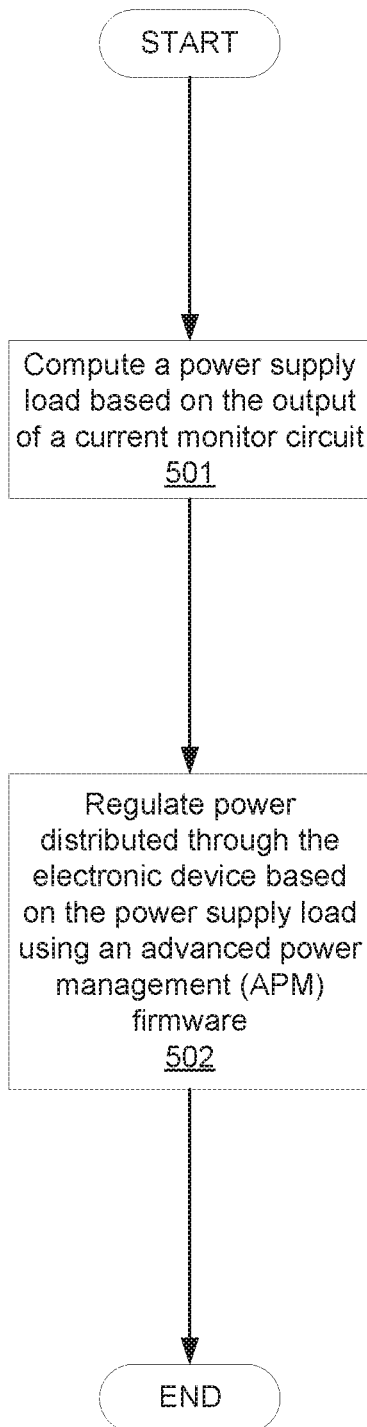 START
Compute a power supply
load based on the output
of a current monitor circuit
501
Regulate power
distributed through the
electronic device based
on the power supply load
using an advanced power
management (APM)
firmware
502
END